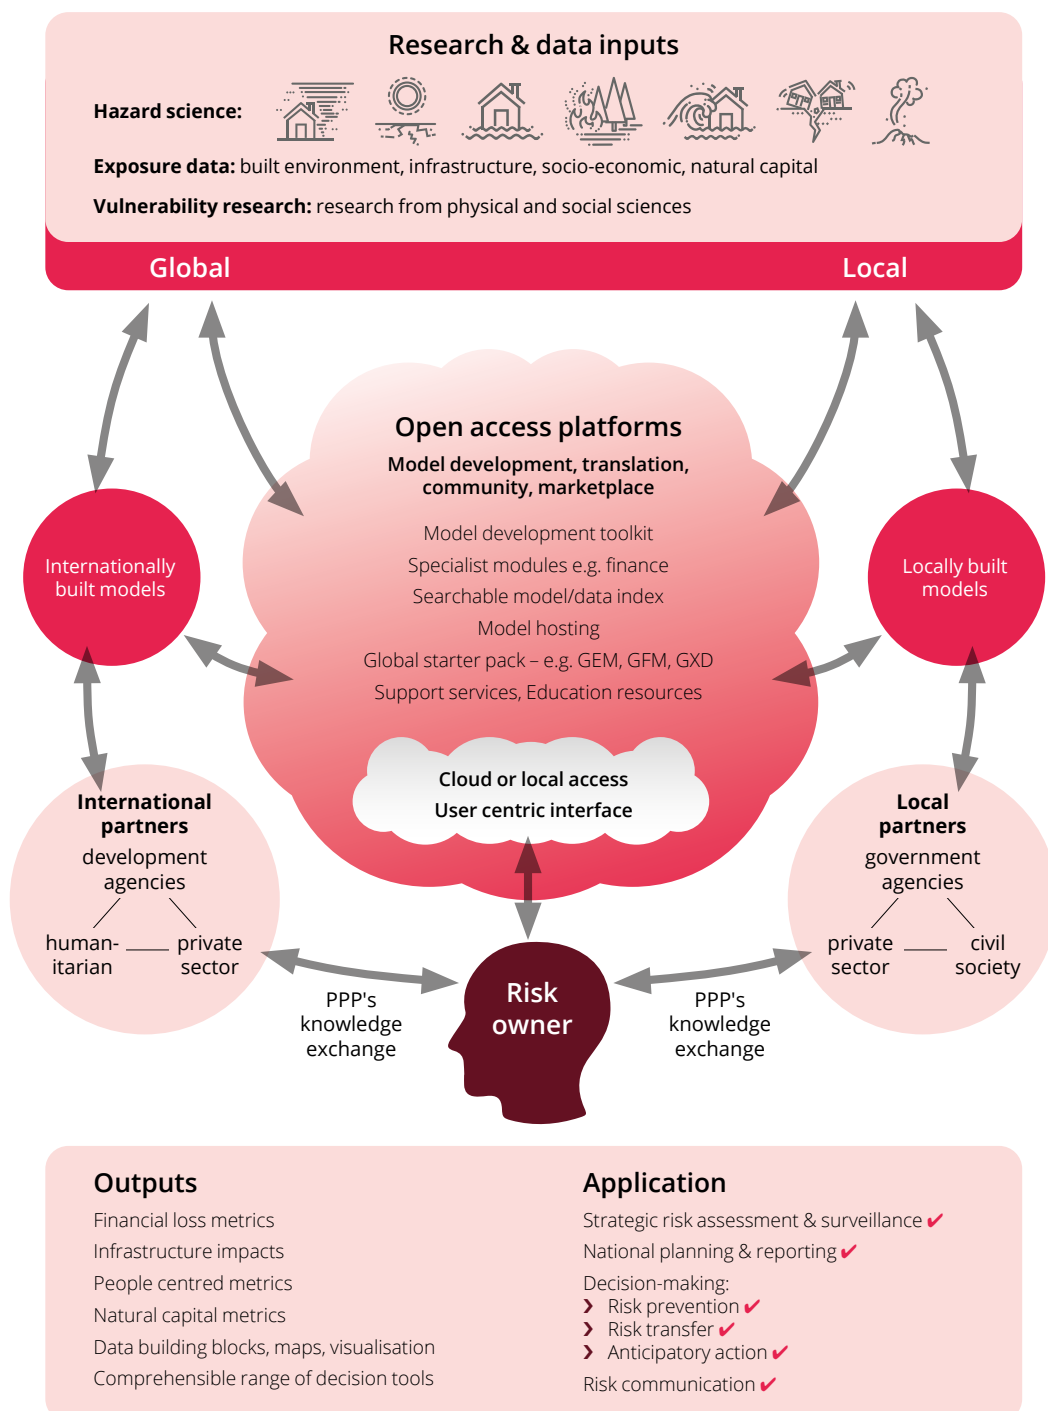 Research & data inputs
Hazard science:
Exposure data: built environment, infrastructure, socio-economic, natural capital
Vulnerability research: research from physical and social sciences
Global
Local
Open access platforms
Model development, translation,
community, marketplace
Model development toolkit
Specialist modules e.g. finance
Searchable model/data index
Model hosting
Global starter pack – e.g. GEM, GFM, GXD
Support services, Education resources
Cloud or local access
User centric interface
Internationally
built models
Locally built
models
International
partners
development
agencies
human-
itarian
private
sector
Local
partners
government
agencies
private
sector
civil
society
PPP's
knowledge
exchange
Risk
owner
PPP's
knowledge
exchange
Outputs
Financial loss metrics
Infrastructure impacts
People centred metrics
Natural capital metrics
Data building blocks, maps, visualisation
Comprehensible range of decision tools
Application
Strategic risk assessment & surveillance ✔
National planning & reporting ✔
Decision-making:
› Risk prevention ✔
› Risk transfer ✔
› Anticipatory action ✔
Risk communication ✔